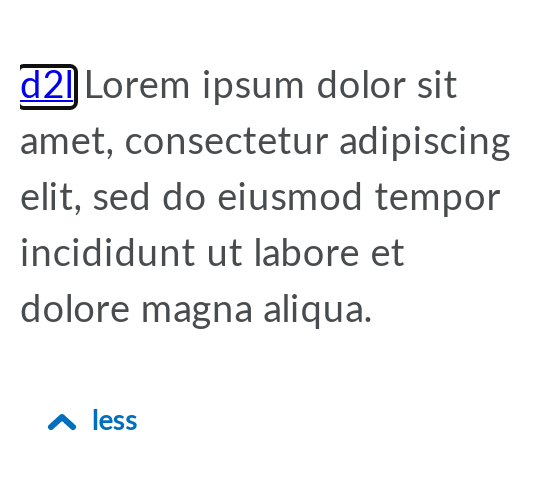 d2l Lorem ipsum dolor sit
amet, consectetur adipiscing
elit, sed do eiusmod tempor
incididunt ut labore et
dolore magna aliqua.
less